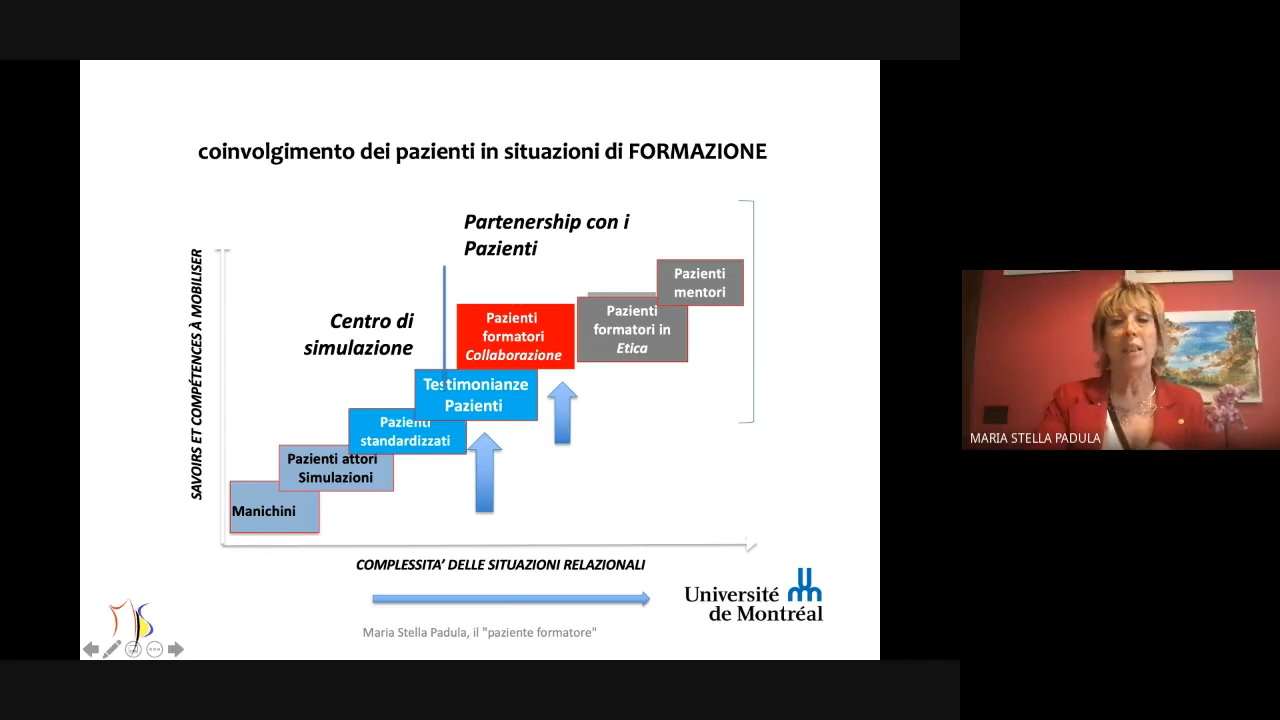 coinvolgimento dei pazienti in situazioni di FORMAZIONE
Partenership con i
Pazienti
SAVOIRS ET COMPÉTENCES À MOBILISER
Centro di
simulazione
Pazienti
mentori
Pazienti
formatori in
Etica
Pazienti
formatori
Collaborazione
Testimonianze
Pazienti
Pazienti
standardizzati
Pazienti attori
Simulazioni
Manichini
COMPLESSITA' DELLE SITUAZIONI RELAZIONALI
Université
de Montréal
Maria Stella Padula, il "paziente formatore"
MARIA STELLA PADULA